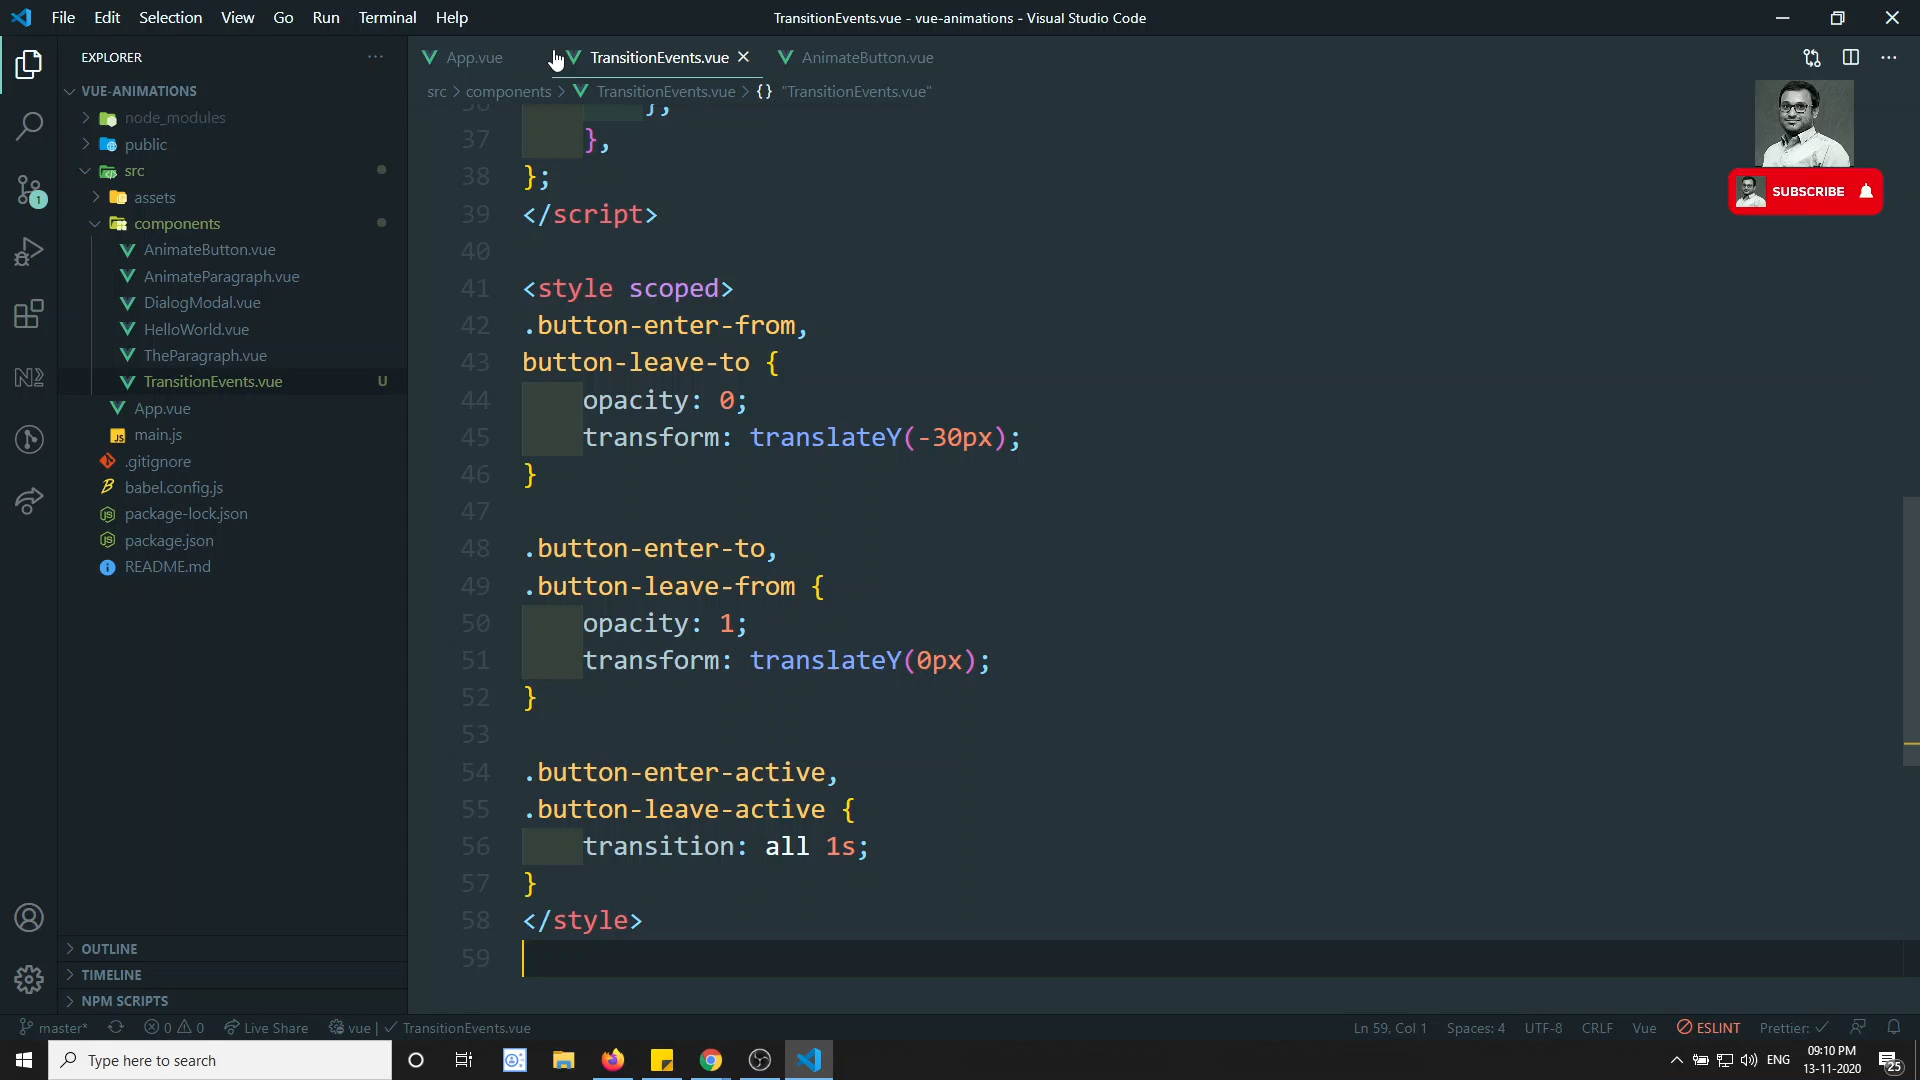 File Edit Selection View Go Run Terminal Help
TransitionEvents.vue - vue-animations - Visual Studio Code
EXPLORER
VUE-ANIMATIONS
node_modules
public
src
assets
components
AnimateButton.vue
AnimateParagraph.vue
DialogModal.vue
HelloWorld.vue
TheParagraph.vue
TransitionEvents.vue U
App.vue
main.js
.gitignore
babel.config.js
package-lock.json
package.json
README.md
OUTLINE
TIMELINE
NPM SCRIPTS
1
App.vue TransitionEvents.vue AnimateButton.vue
src > components > TransitionEvents.vue > {} "TransitionEvents.vue"
36 },
37 },
38 };
39 </script>
40
41 <style scoped>
42 .button-enter-from,
43 button-leave-to {
44 opacity: 0;
45 transform: translateY(-30px);
46 }
47
48 .button-enter-to,
49 .button-leave-from {
50 opacity: 1;
51 transform: translateY(0px);
52 }
53
54 .button-enter-active,
55 .button-leave-active {
56 transition: all 1s;
57 }
58 </style>
59
SUBSCRIBE
master* 0 0 Live Share vue | TransitionEvents.vue
Ln 59, Col 1 Spaces: 4 UTF-8 CRLF Vue ESLINT Prettier:
Type here to search
ENG
09:10 PM
13-11-2020
25